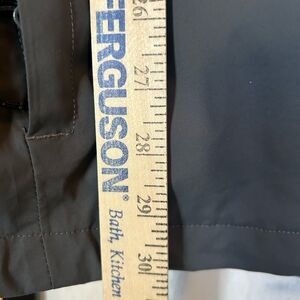 FERGUSON®
Bath, Kitchen
26
27
28
29
30